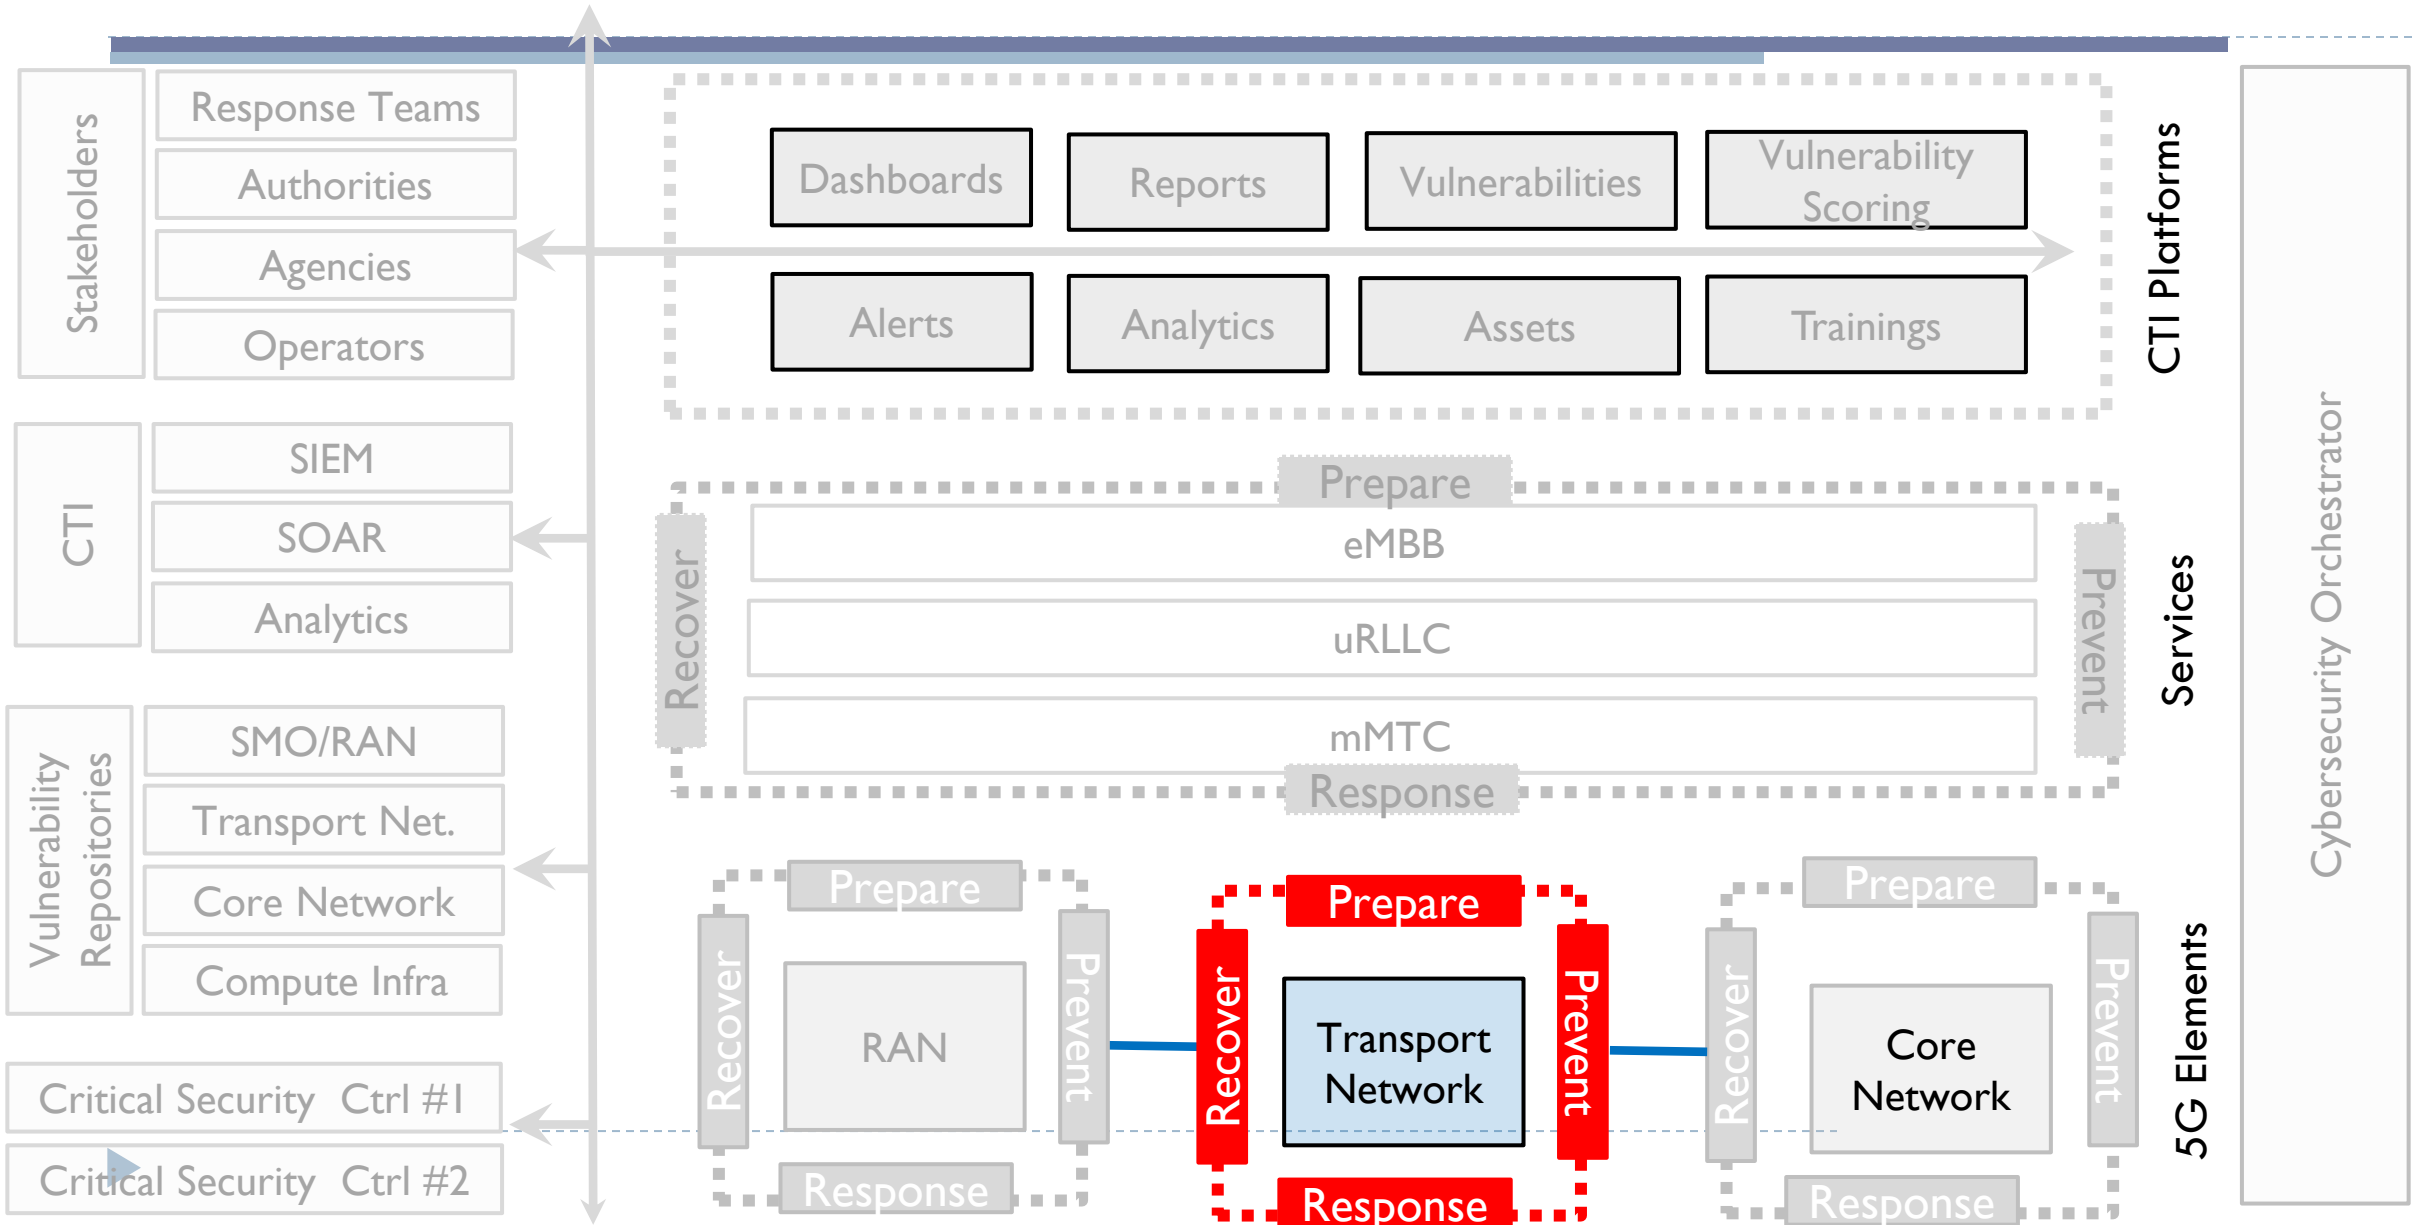 Stakeholders
Response Teams
Authorities
Agencies
Operators
CTI
SIEM
SOAR
Analytics
Vulnerability
Repositories
SMO/RAN
Transport Net.
Core Network
Compute Infra
Critical Security Ctrl #1
Critical Security Ctrl #2
Dashboards
Reports
Vulnerabilities
Vulnerability
Scoring
Alerts
Analytics
Assets
Trainings
CTI Platforms
Prepare
Recover
eMBB
uRLLC
mMTC
Prevent
Response
Services
Prepare
Recover
RAN
Prevent
Response
Prepare
Recover
Transport
Network
Prevent
Response
Prepare
Recover
Core
Network
Prevent
Response
5G Elements
Cybersecurity Orchestrator